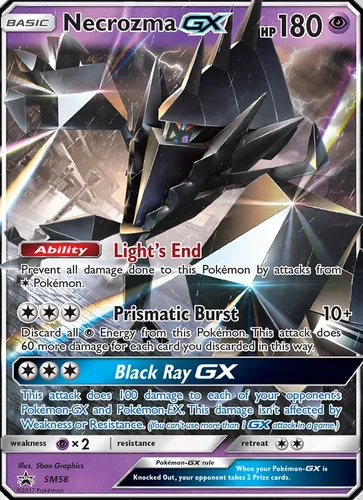 BASIC Necrozma GX HP 180
Ability Light's End
Prevent all damage done to this Pokémon by attacks from
Pokémon.
Prismatic Burst 10+
Discard all Energy from this Pokémon. This attack does
60 more damage for each card you discarded in this way.
Black Ray GX
This attack does 100 damage to each of your opponent's
Pokémon-GX and Pokémon-EX. This damage isn't affected by
Weakness or Resistance. (You can't use more than 1 GX attack in a game.)
weakness ×2 resistance retreat
Illus. 5ban Graphics
Pokémon-GX rule
When your Pokémon-GX is
Knocked Out, your opponent takes 2 Prize cards.
PROMO SM58
©2017 Pokémon